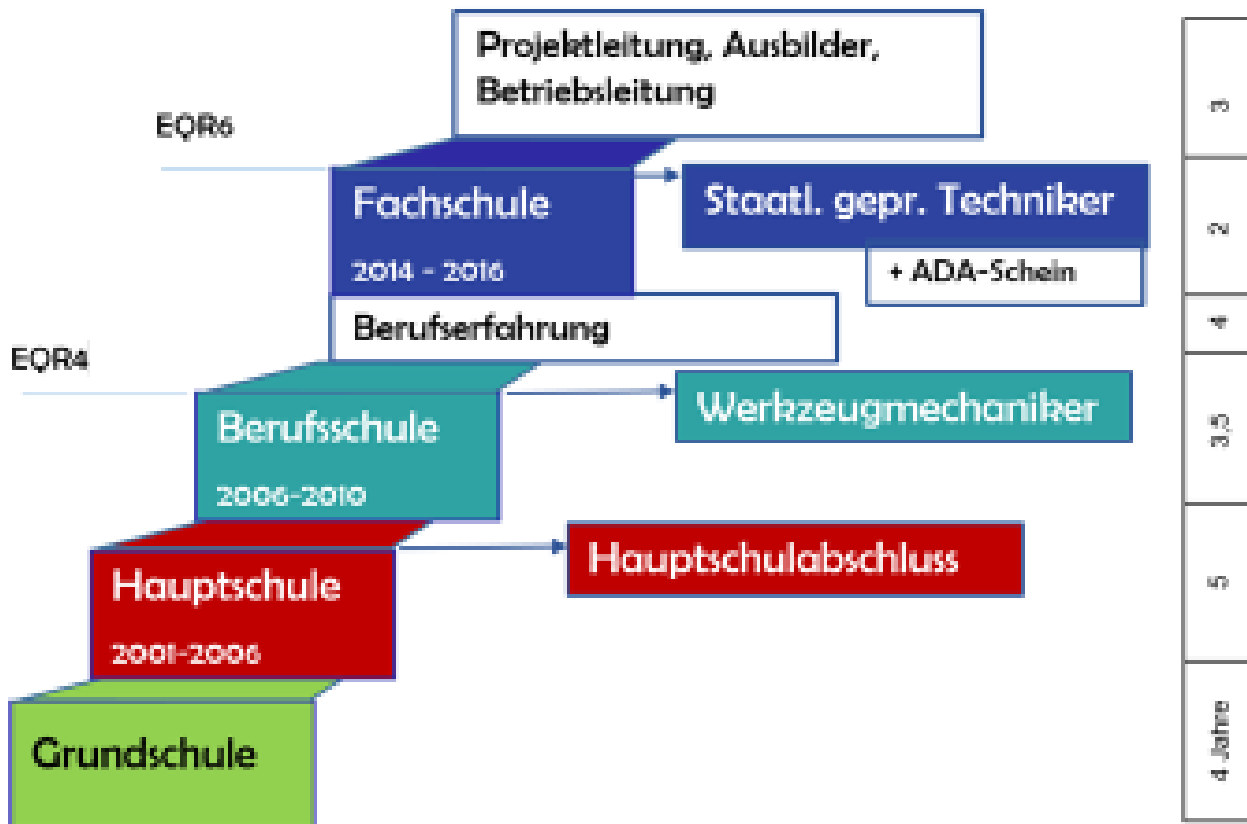 Projektleitung, Ausbilder,
Betriebsleitung
3
EQR6
Fachschule
2014 - 2016
Staatl. gepr. Techniker
+ ADA-Schein
2
Berufserfahrung
4
EQR4
Berufsschule
2006-2010
Werkzeugmechaniker
3,5
Hauptschule
2001-2006
Hauptschulabschluss
5
Grundschule
4 Jahre